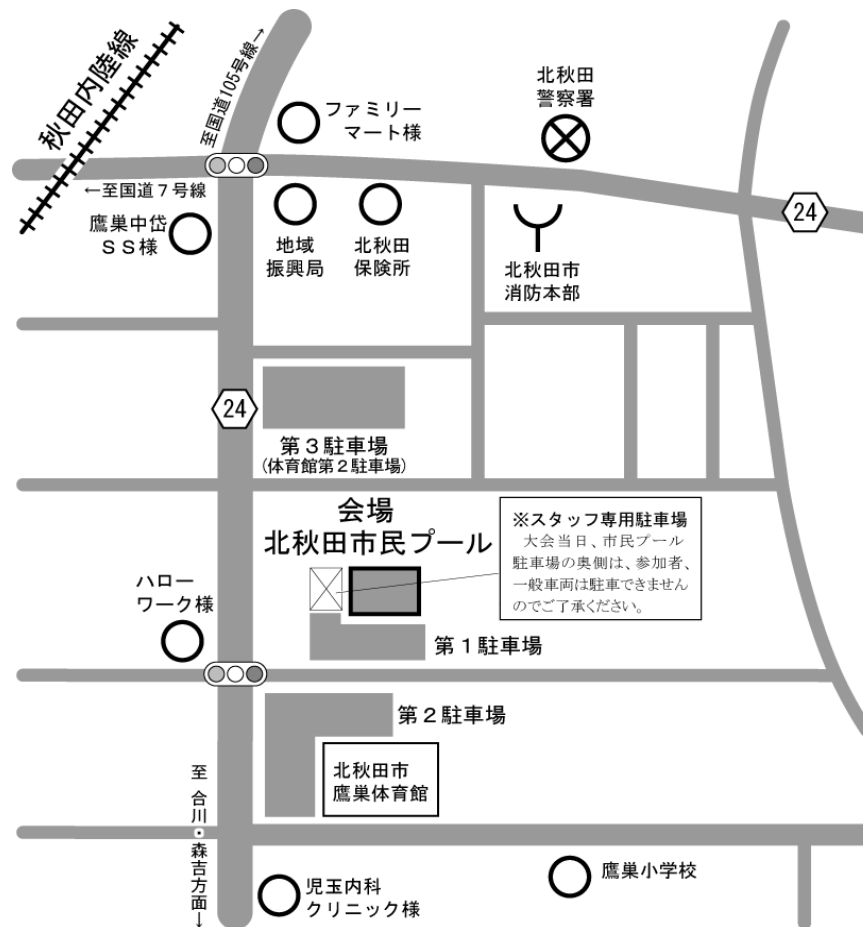 秋田内陸線
至国道105号線→
ファミリー
マート様
北秋田
警察署
←至国道７号線
鷹巣中岱
ＳＳ様
地域
振興局
北秋田
保険所
北秋田市
消防本部
24
24
第３駐車場
(体育館第２駐車場)
会場
北秋田市民プール
※スタッフ専用駐車場
大会当日、市民プール
駐車場の奥側は、参加者、
一般車両は駐車できません
のでご了承ください。
ハロー
ワーク様
第１駐車場
第２駐車場
北秋田市
鷹巣体育館
至 合川・森吉方面→
児玉内科
クリニック様
鷹巣小学校